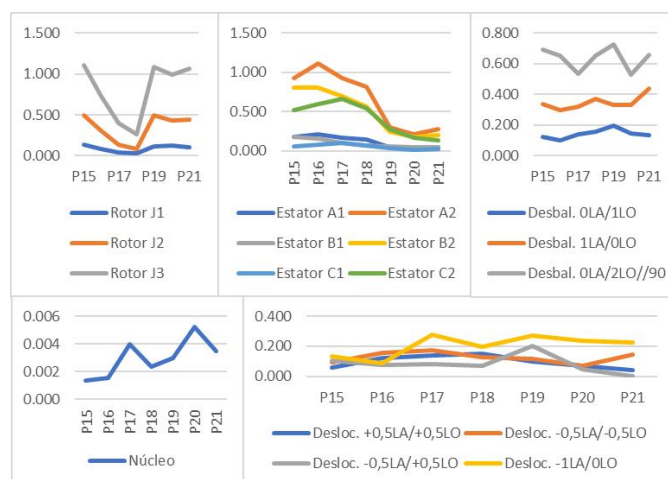 1.500
1.000
0.500
0.000
P15 P17 P19 P21
Rotor J1
Rotor J2
Rotor J3
1.500
1.000
0.500
0.000
P15 P16 P17 P18 P19 P20 P21
Estator A1 Estator A2
Estator B1 Estator B2
Estator C1 Estator C2
0.800
0.600
0.400
0.200
0.000
P15 P17 P19 P21
Desbal. 0LA/1LO
Desbal. 1LA/0LO
Desbal. 0LA/2LO//90
0.006
0.004
0.002
0.000
P15 P16 P17 P18 P19 P20 P21
Núcleo
0.400
0.200
0.000
P15 P16 P17 P18 P19 P20 P21
Desloc. +0,5LA/+0,5LO Desloc. -0,5LA/-0,5LO
Desloc. -0,5LA/+0,5LO Desloc. -1LA/0LO